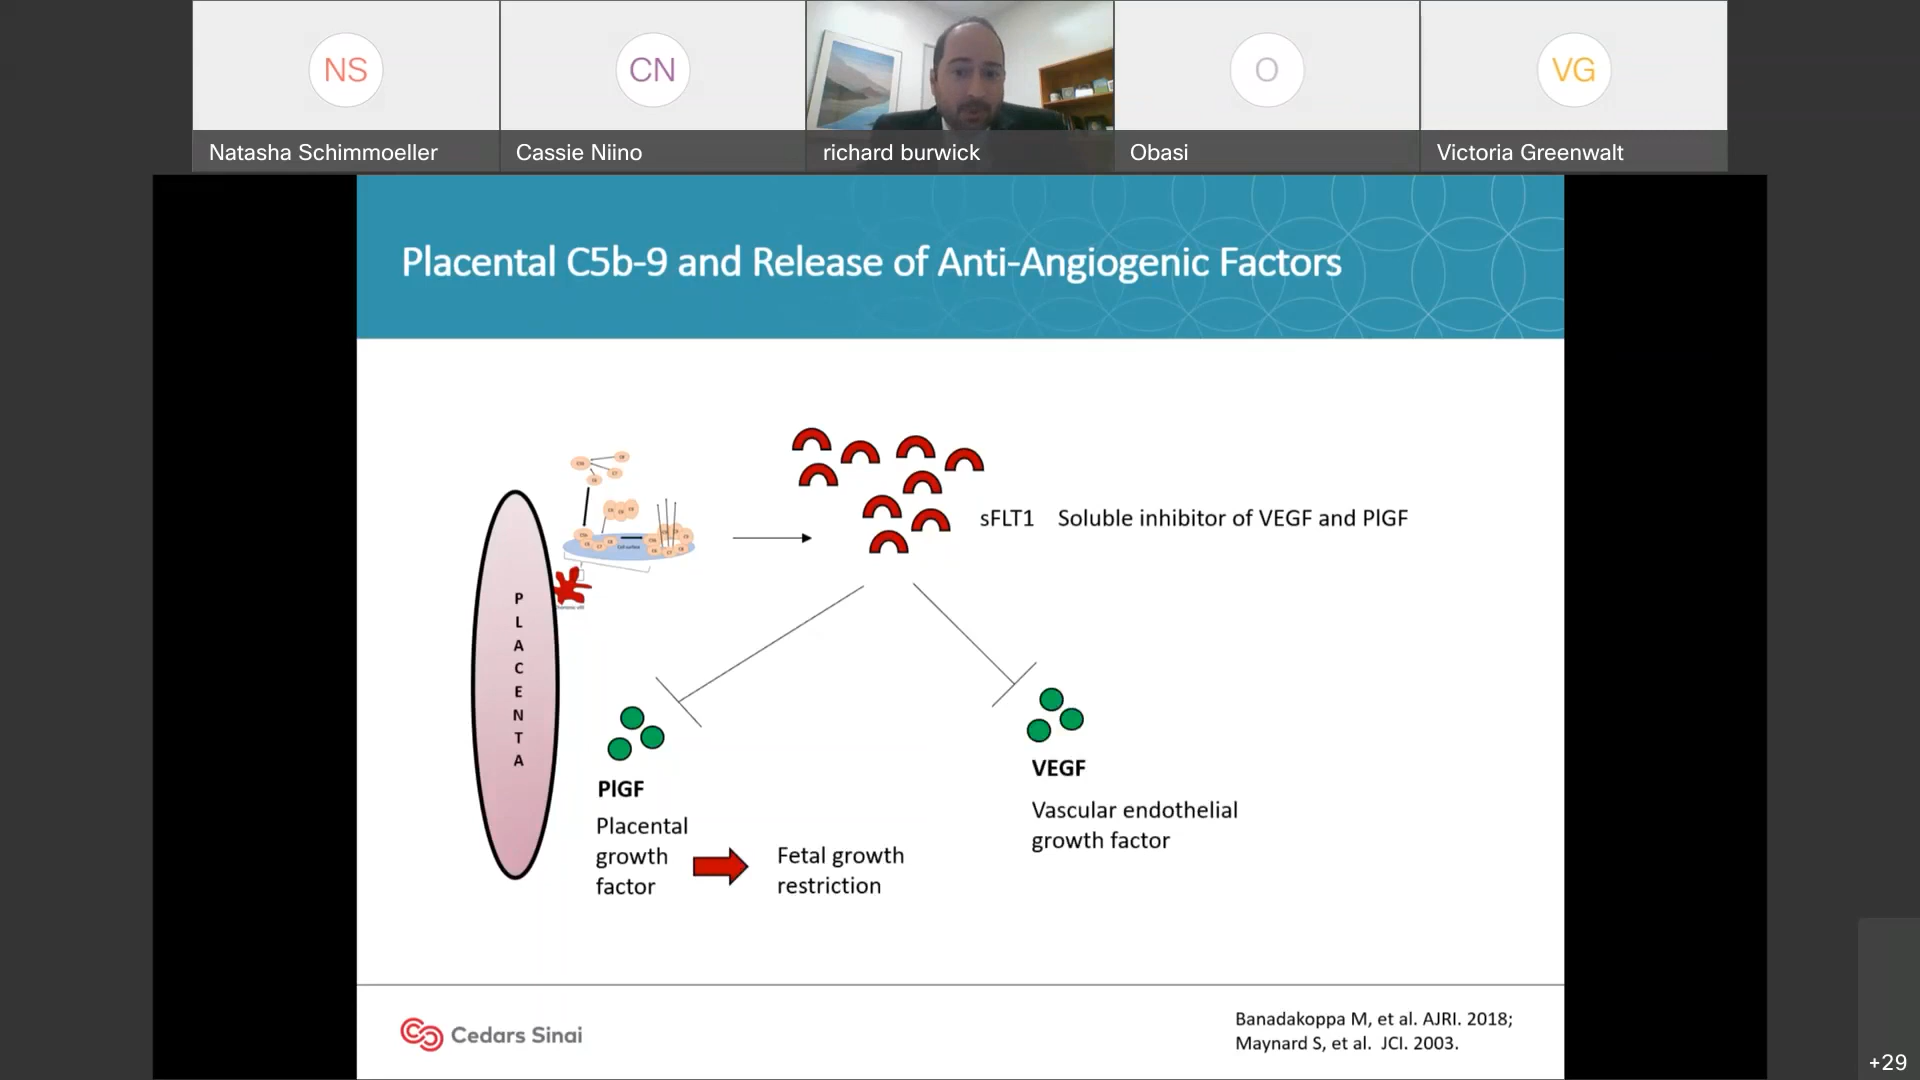 NS
CN
O
VG
Natasha Schimmoeller
Cassie Niino
richard burwick
Obasi
Victoria Greenwalt
Placental C5b-9 and Release of Anti-Angiogenic Factors
sFLT1 Soluble inhibitor of VEGF and PlGF
Cell surface
P
L
A
C
E
N
T
A
PlGF
Placental
growth
factor
Fetal growth
restriction
VEGF
Vascular endothelial
growth factor
Cedars Sinai
Banadakoppa M, et al. AJRI. 2018;
Maynard S, et al. JCI. 2003.
+29